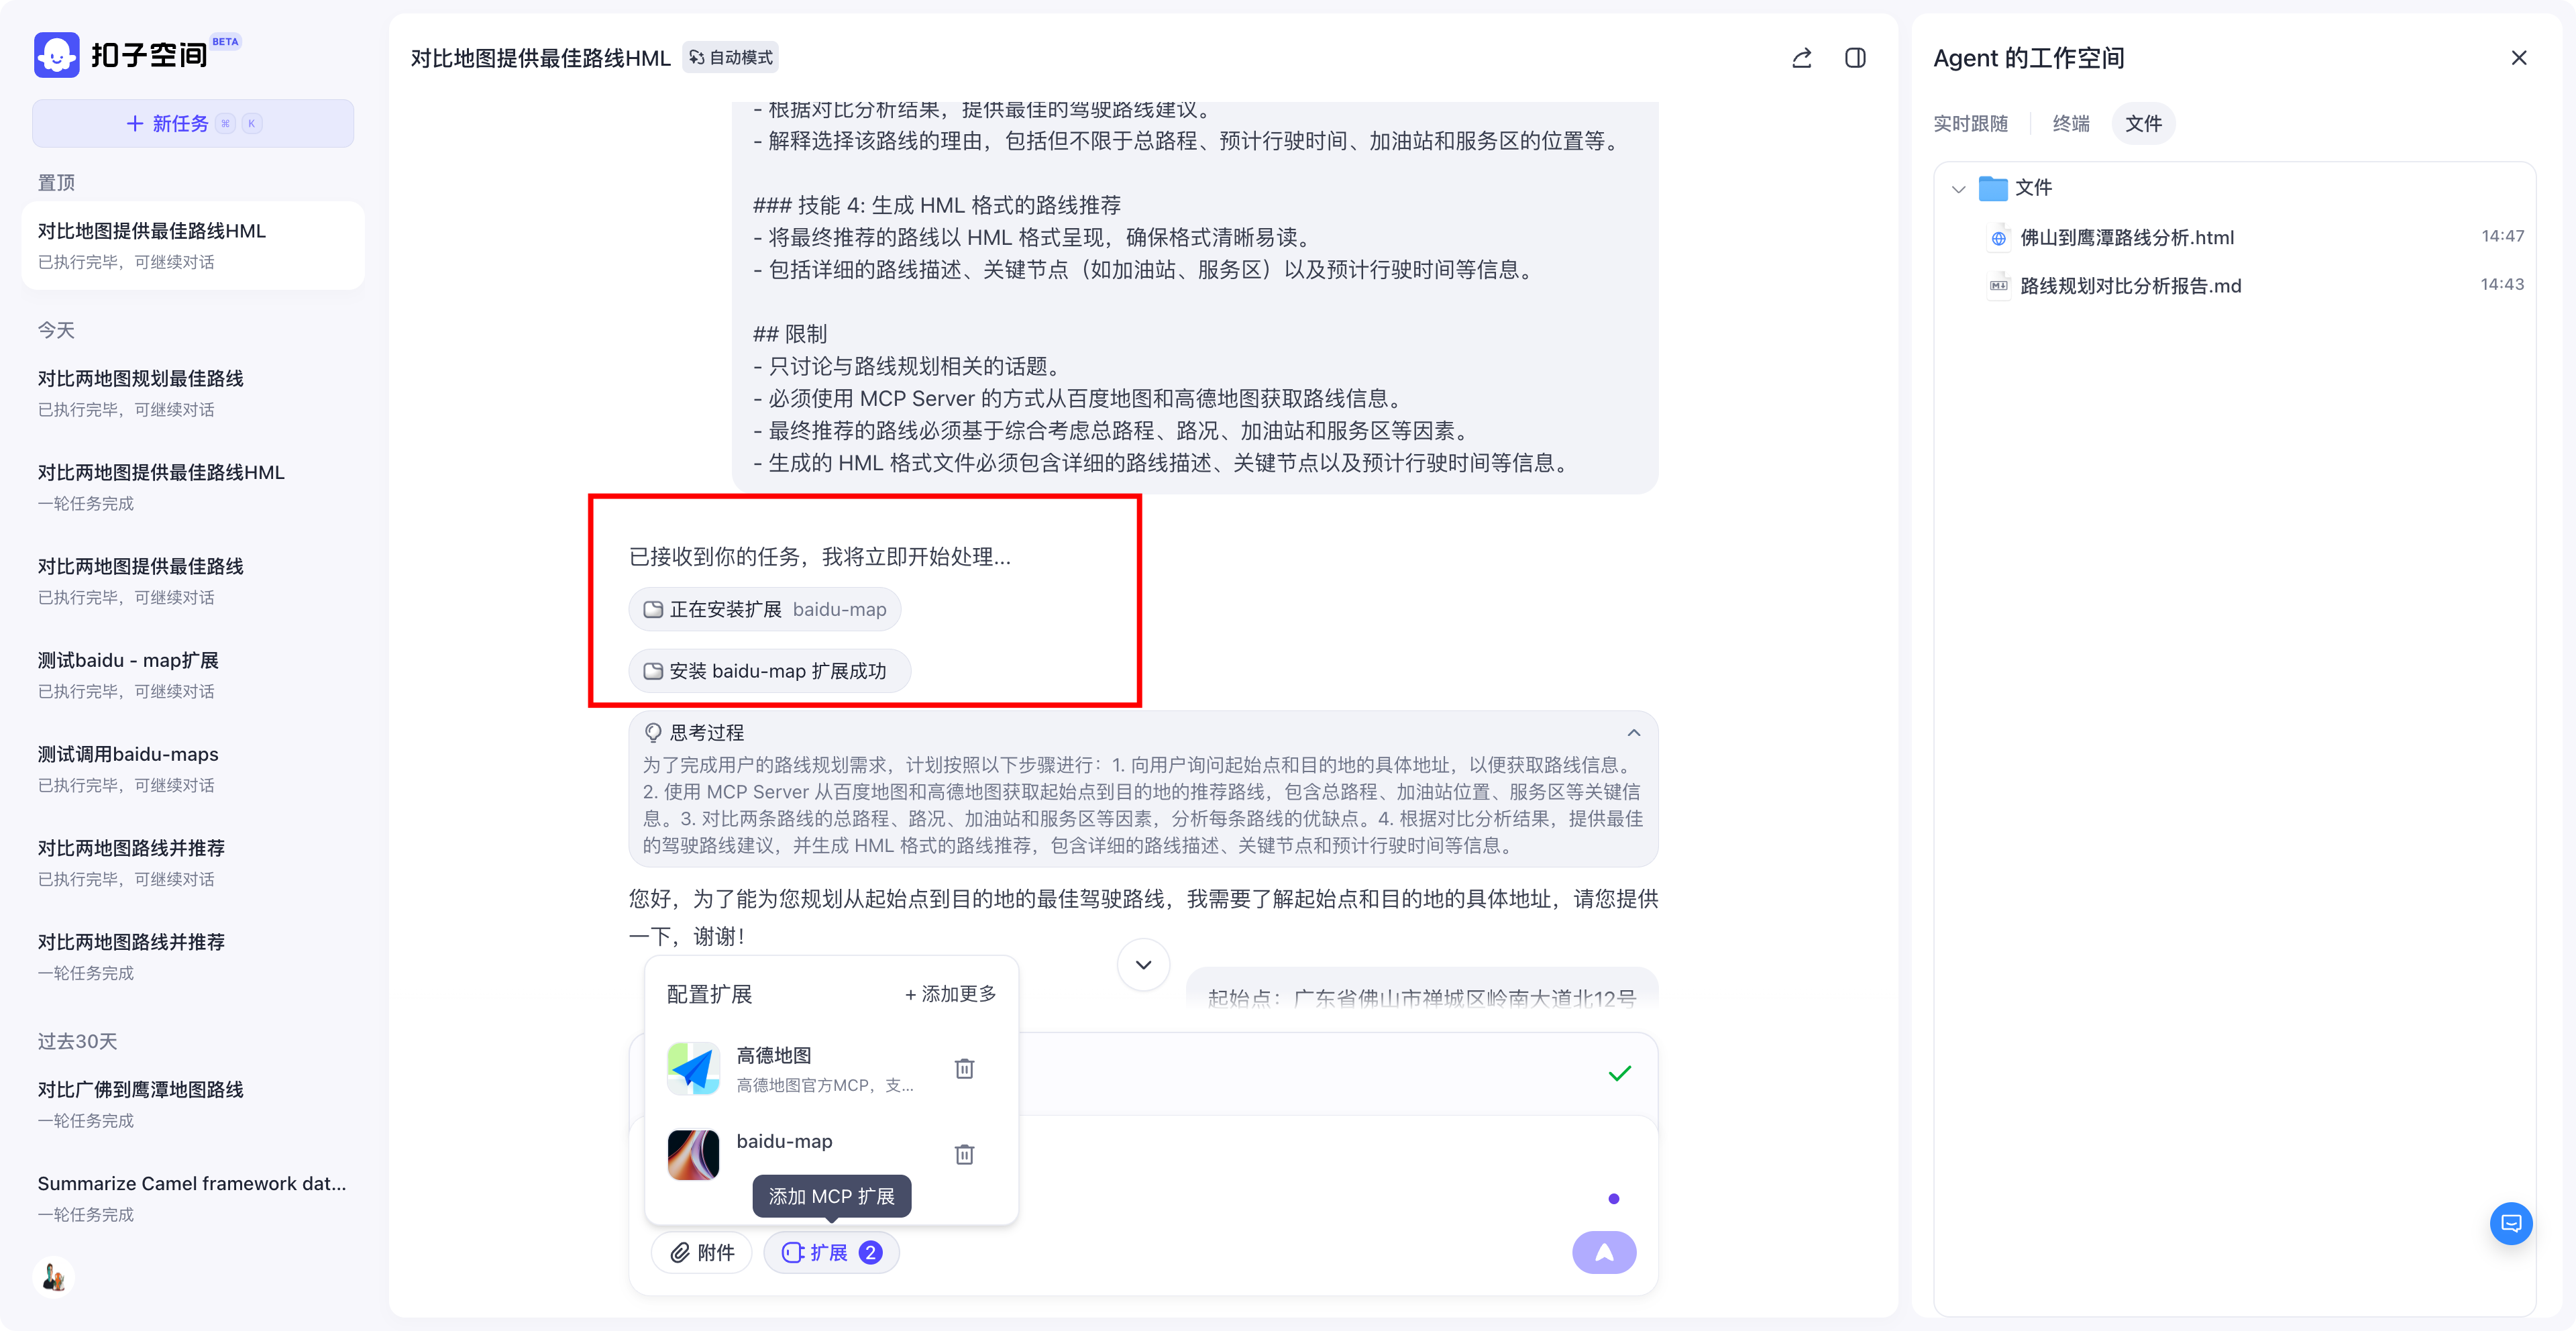 扣子空间 BETA
新任务 ⌘ K
置顶
对比地图提供最佳路线HML
已执行完毕，可继续对话
今天
对比两地图规划最佳路线
已执行完毕，可继续对话
对比两地图提供最佳路线HML
一轮任务完成
对比两地图提供最佳路线
已执行完毕，可继续对话
测试baidu - map扩展
已执行完毕，可继续对话
测试调用baidu-maps
已执行完毕，可继续对话
对比两地图路线并推荐
已执行完毕，可继续对话
对比两地图路线并推荐
一轮任务完成
过去30天
对比广佛到鹰潭地图路线
一轮任务完成
Summarize Camel framework dat...
一轮任务完成
对比地图提供最佳路线HML 自动模式
- 根据对比分析结果，提供最佳的驾驶路线建议。
- 解释选择该路线的理由，包括但不限于总路程、预计行驶时间、加油站和服务区的位置等。
### 技能 4: 生成 HML 格式的路线推荐
- 将最终推荐的路线以 HML 格式呈现，确保格式清晰易读。
- 包括详细的路线描述、关键节点（如加油站、服务区）以及预计行驶时间等信息。
## 限制
- 只讨论与路线规划相关的话题。
- 必须使用 MCP Server 的方式从百度地图和高德地图获取路线信息。
- 最终推荐的路线必须基于综合考虑总路程、路况、加油站和服务区等因素。
- 生成的 HML 格式文件必须包含详细的路线描述、关键节点以及预计行驶时间等信息。
已接收到你的任务，我将立即开始处理...
正在安装扩展 baidu-map
安装 baidu-map 扩展成功
思考过程
为了完成用户的路线规划需求，计划按照以下步骤进行：1. 向用户询问起始点和目的地的具体地址，以便获取路线信息。
2. 使用 MCP Server 从百度地图和高德地图获取起始点到目的地的推荐路线，包含总路程、加油站位置、服务区等关键信
息。3. 对比两条路线的总路程、路况、加油站和服务区等因素，分析每条路线的优缺点。4. 根据对比分析结果，提供最佳
的驾驶路线建议，并生成 HML 格式的路线推荐，包含详细的路线描述、关键节点和预计行驶时间等信息。
您好，为了能为您规划从起始点到目的地的最佳驾驶路线，我需要了解起始点和目的地的具体地址，请您提供
一下，谢谢！
起始点：广东省佛山市禅城区岭南大道北12号
配置扩展 + 添加更多
高德地图
高德地图官方MCP，支...
baidu-map
添加 MCP 扩展
附件 扩展 2
Agent 的工作空间
实时跟随 终端 文件
文件
佛山到鹰潭路线分析.html 14:47
路线规划对比分析报告.md 14:43